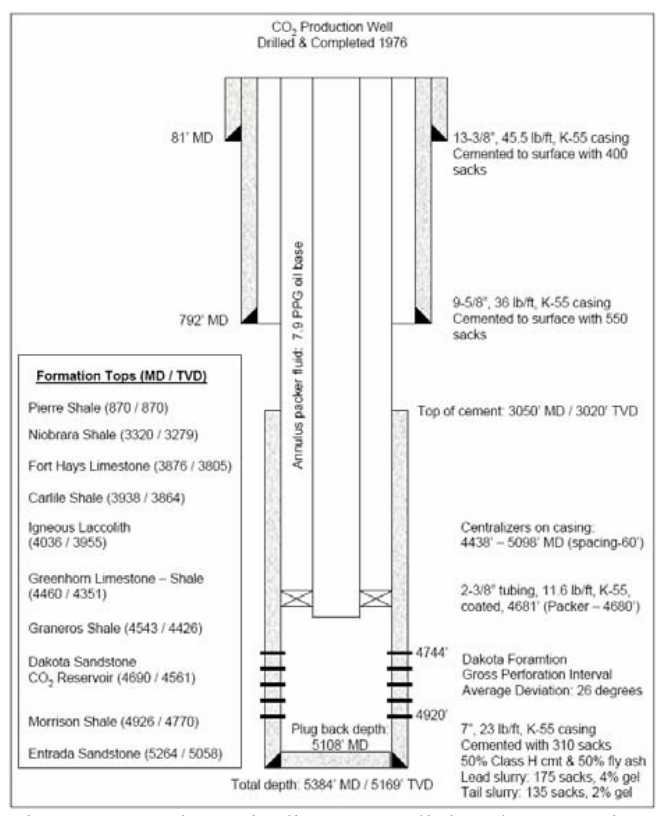 CO₂ Production Well
Drilled & Completed 1976
81' MD
13-3/8", 45.5 lb/ft, K-55 casing
Cemented to surface with 400
sacks
Annulus packer fluid: 7.9 PPG oil base
792' MD
9-5/8", 36 lb/ft, K-55 casing
Cemented to surface with 550
sacks
Formation Tops (MD / TVD)
Pierre Shale (870 / 870)
Niobrara Shale (3320 / 3279)
Fort Hays Limestone (3876 / 3805)
Carlile Shale (3938 / 3864)
Igneous Laccolith
(4036 / 3955)
Greenhorn Limestone – Shale
(4460 / 4351)
Graneros Shale (4543 / 4426)
Dakota Sandstone
CO₂ Reservoir (4690 / 4561)
Morrison Shale (4926 / 4770)
Entrada Sandstone (5264 / 5058)
Top of cement: 3050' MD / 3020' TVD
Centralizers on casing:
4438' – 5098' MD (spacing-60')
2-3/8" tubing, 11.6 lb/ft, K-55,
coated, 4681' (Packer – 4680')
4744'
Dakota Foramtion
Gross Perforation Interval
Average Deviation: 26 degrees
4920'
Plug back depth:
5108' MD
7", 23 lb/ft, K-55 casing
Cemented with 310 sacks
50% Class H cmt & 50% fly ash
Lead slurry: 175 sacks, 4% gel
Tail slurry: 135 sacks, 2% gel
Total depth: 5384' MD / 5169' TVD